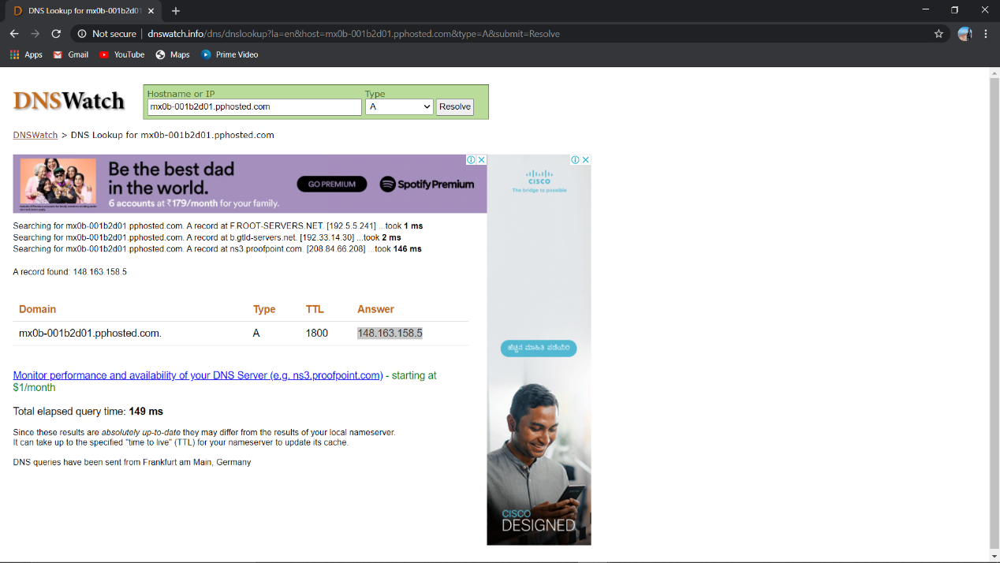 DNS Lookup for mx0b-001b2d01
Not secure | dnswatch.info/dns/dnslookup?la=en&host=mx0b-001b2d01.pphosted.com&type=A&submit=Resolve
Apps Gmail YouTube Maps Prime Video
DNSWatch
Hostname or IP Type
mx0b-001b2d01.pphosted.com A Resolve
DNSWatch > DNS Lookup for mx0b-001b2d01.pphosted.com
Be the best dad
in the world.
6 accounts at ₹179/month for your family.
GO PREMIUM
Spotify Premium
CISCO
The bridge to possible
Searching for mx0b-001b2d01.pphosted.com. A record at F.ROOT-SERVERS.NET. [192.5.5.241] ...took 1 ms
Searching for mx0b-001b2d01.pphosted.com. A record at b.gtld-servers.net. [192.33.14.30] ...took 2 ms
Searching for mx0b-001b2d01.pphosted.com. A record at ns3.proofpoint.com. [208.84.66.208] ...took 146 ms
A record found: 148.163.158.5
Domain Type TTL Answer
mx0b-001b2d01.pphosted.com. A 1800 148.163.158.5
ಹೆಚ್ಚಿನ ಮಾಹಿತಿ ಪಡೆಯಿರಿ
Monitor performance and availability of your DNS Server (e.g. ns3.proofpoint.com) - starting at
$1/month
Total elapsed query time: 149 ms
Since these results are absolutely up-to-date they may differ from the results of your local nameserver.
It can take up to the specified "time to live" (TTL) for your nameserver to update its cache.
DNS queries have been sent from Frankfurt am Main, Germany
CISCO
DESIGNED